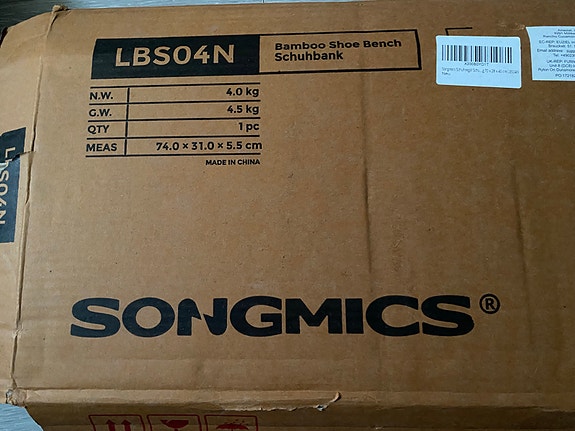 LBS04N
Bamboo Shoe Bench
Schuhbank
N.W. 4.0 kg
G.W. 4.5 kg
QTY 1 pc
MEAS 74.0 × 31.0 × 5.5 cm
MADE IN CHINA
LBS04N
SONGMICS®